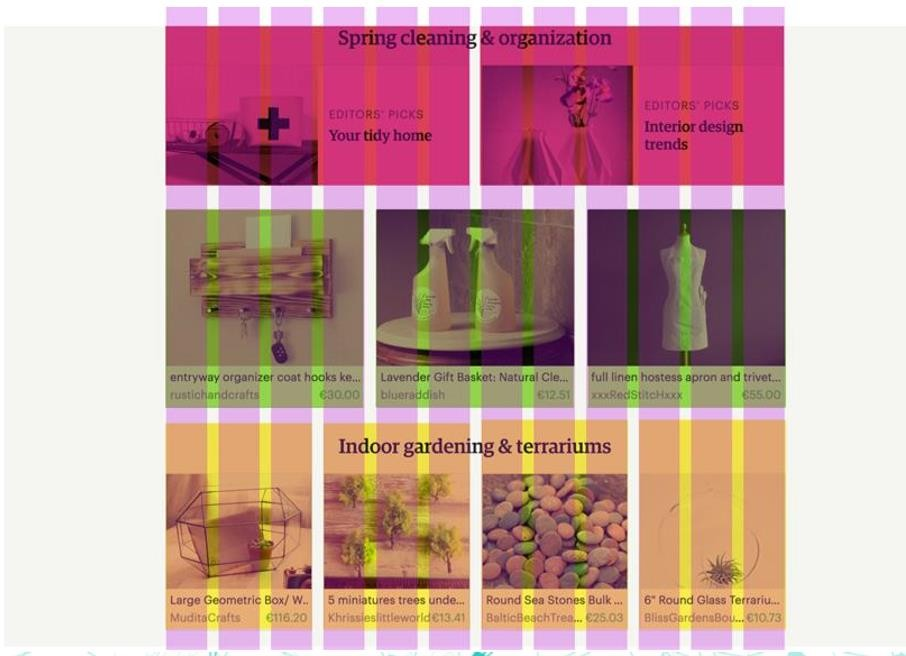 Spring cleaning & organization
EDITORS' PICKS
Your tidy home
EDITORS' PICKS
Interior design
trends
entryway organizer coat hooks ke...
rustichandcrafts €30.00
Lavender Gift Basket: Natural Cle...
blueraddish €12.51
full linen hostess apron and trivet...
xxxRedStitcHxxx €55.00
Indoor gardening & terrariums
Large Geometric Box/ W..
MuditaCrafts €116.20
5 miniatures trees unde...
Khrissieslittleworld €13.41
Round Sea Stones Bulk ...
BalticBeachTrea... €25.03
6" Round Glass Terrariu...
BlissGardensBou... €10.73